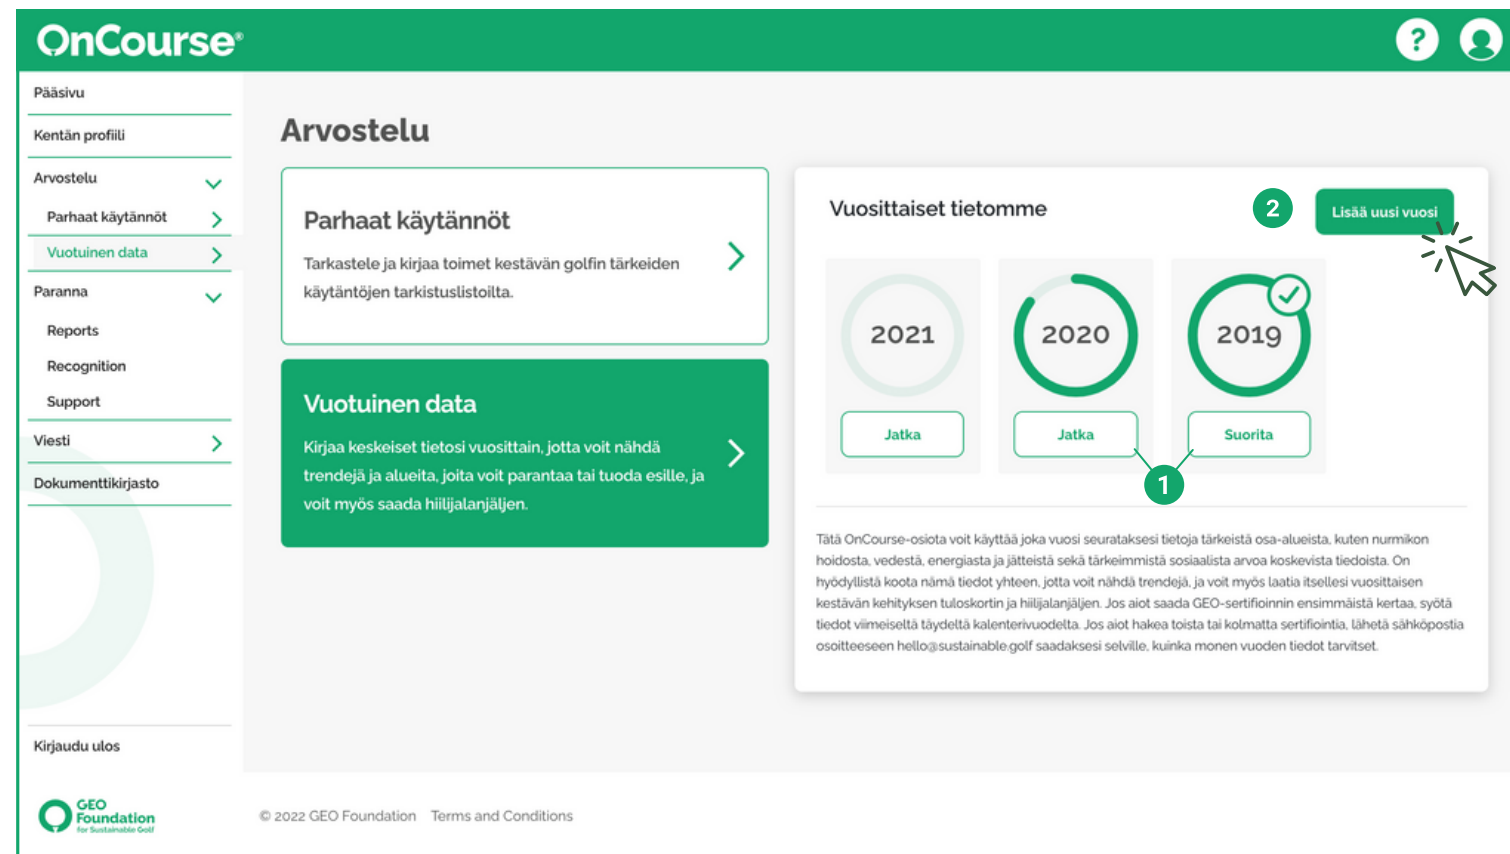 OnCourse®
?
Pääsivu
Kentän profiili
Arvostelu
Parhaat käytännöt
Vuotuinen data
Paranna
Reports
Recognition
Support
Viesti
Dokumenttikirjasto
Kirjaudu ulos
Arvostelu
Parhaat käytännöt
Tarkastele ja kirjaa toimet kestävän golfin tärkeiden
käytäntöjen tarkistuslistoilta.
Vuotuinen data
Kirjaa keskeiset tietosi vuosittain, jotta voit nähdä
trendejä ja alueita, joita voit parantaa tai tuoda esille, ja
voit myös saada hiilijalanjäljen.
Vuosittaiset tietomme
2
Lisää uusi vuosi
2021
2020
2019
Jatka
Jatka
Suorita
1
Tätä OnCourse-osiota voit käyttää joka vuosi seurataksesi tietoja tärkeistä osa-alueista, kuten nurmikon
hoidosta, vedestä, energiasta ja jätteistä sekä tärkeimmistä sosiaalista arvoa koskevista tiedoista. On
hyödyllistä koota nämä tiedot yhteen, jotta voit nähdä trendejä, ja voit myös laatia itsellesi vuosittaisen
kestävän kehityksen tuloskortin ja hiilijalanjäljen. Jos aiot saada GEO-sertifioinnin ensimmäistä kertaa, syötä
tiedot viimeiseltä täydeltä kalenterivuodelta. Jos aiot hakea toista tai kolmatta sertifiointia, lähetä sähköpostia
osoitteeseen hello@sustainable.golf saadaksesi selville, kuinka monen vuoden tiedot tarvitset.
GEO
Foundation
for Sustainable Golf
© 2022 GEO Foundation Terms and Conditions